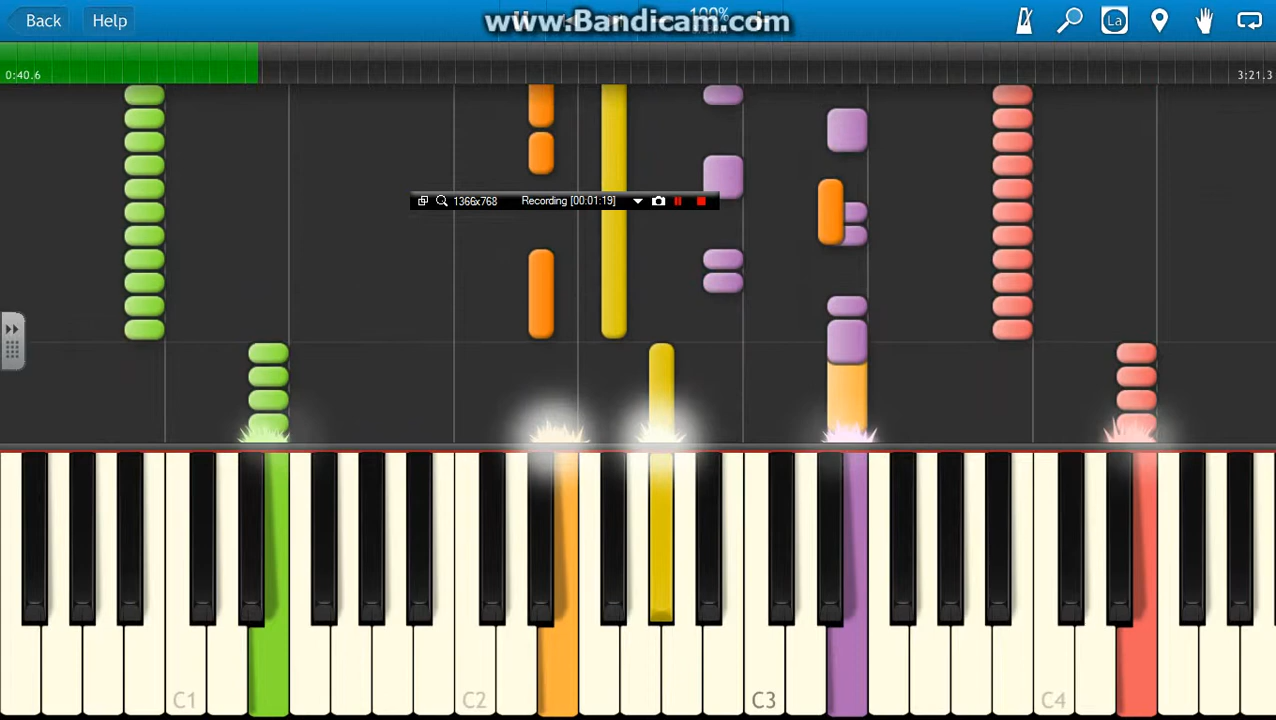 Back
Help
www.Bandicam.com
La
0:40.6
3:21.3
1366x768
Recording [00:01:19]
C1
C2
C3
C4